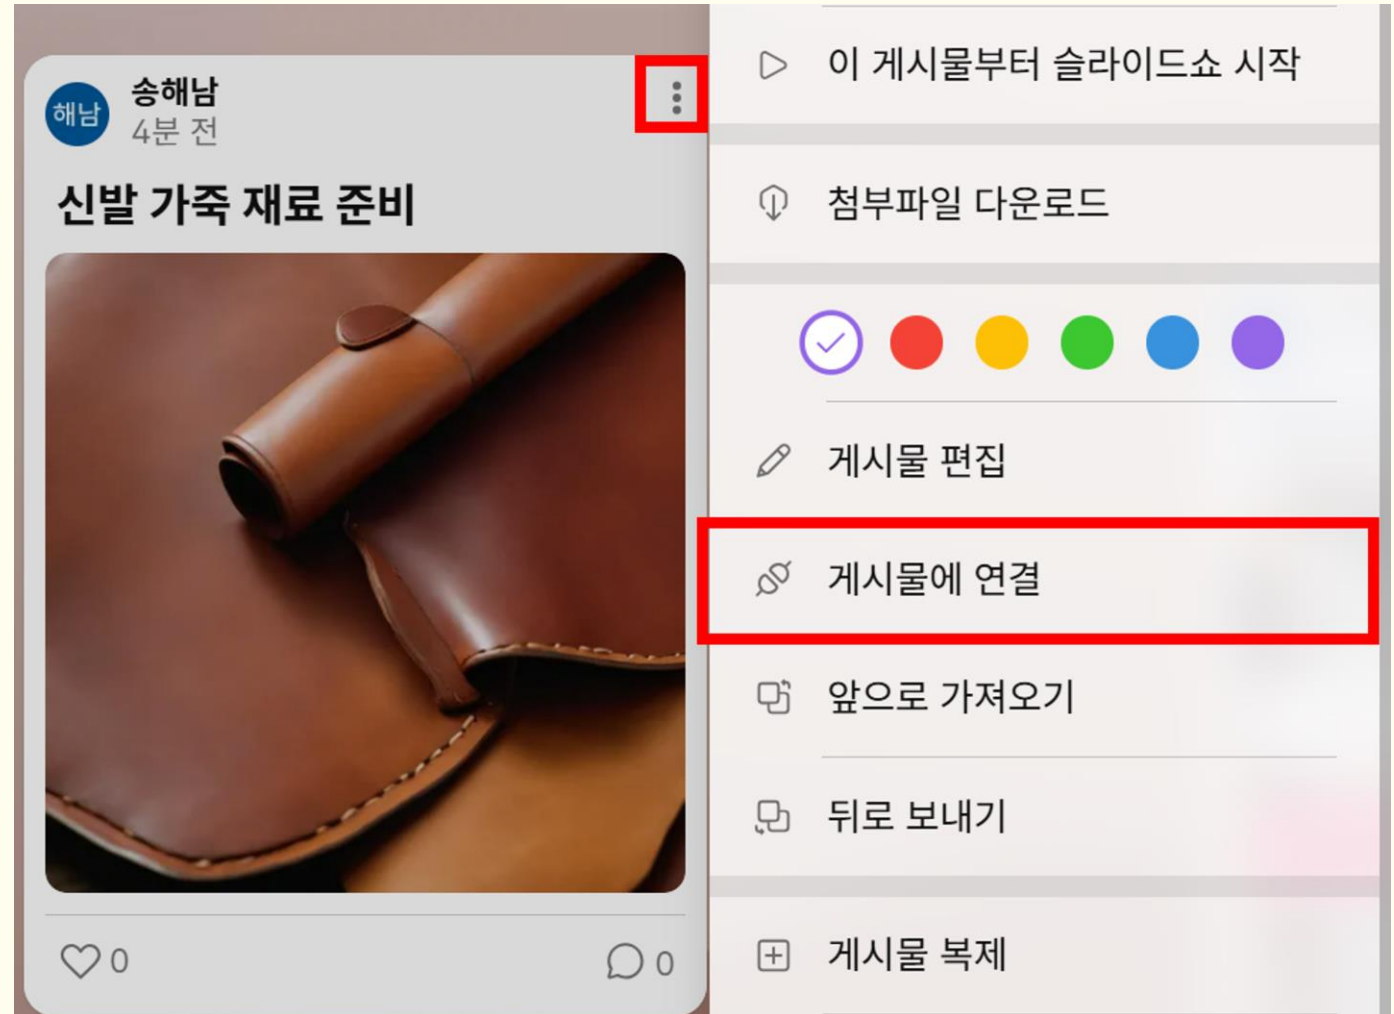 해남
송해남
4분 전
신발 가죽 재료 준비
0
0
이 게시물부터 슬라이드쇼 시작
첨부파일 다운로드
게시물 편집
게시물에 연결
앞으로 가져오기
뒤로 보내기
게시물 복제